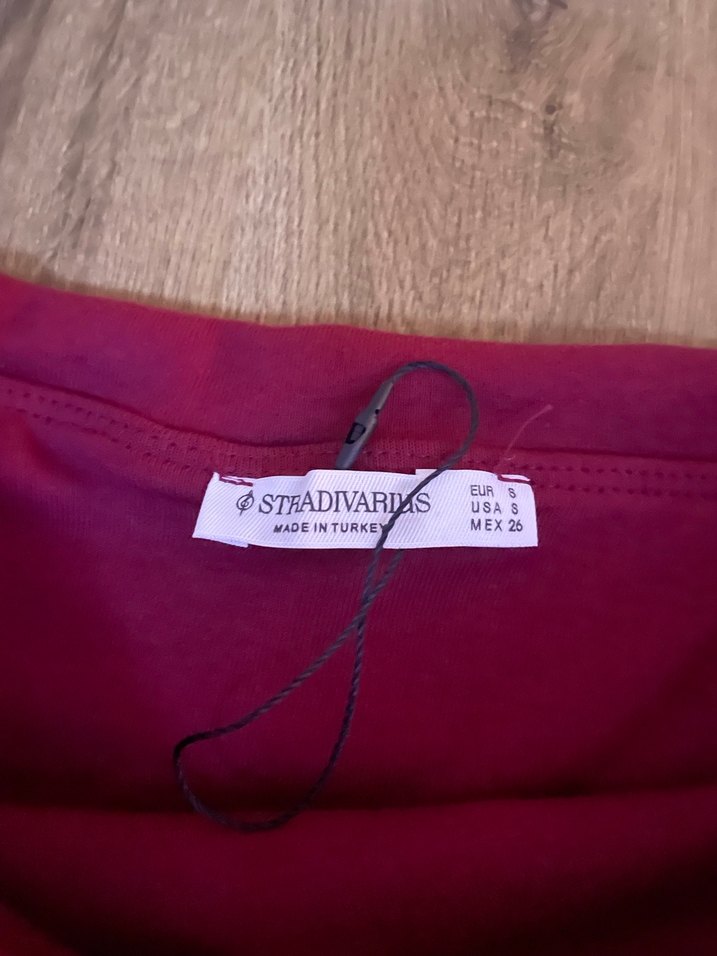 STRADIVARIUS
MADE IN TURKEY
EUR S
USA S
MEX 26
D